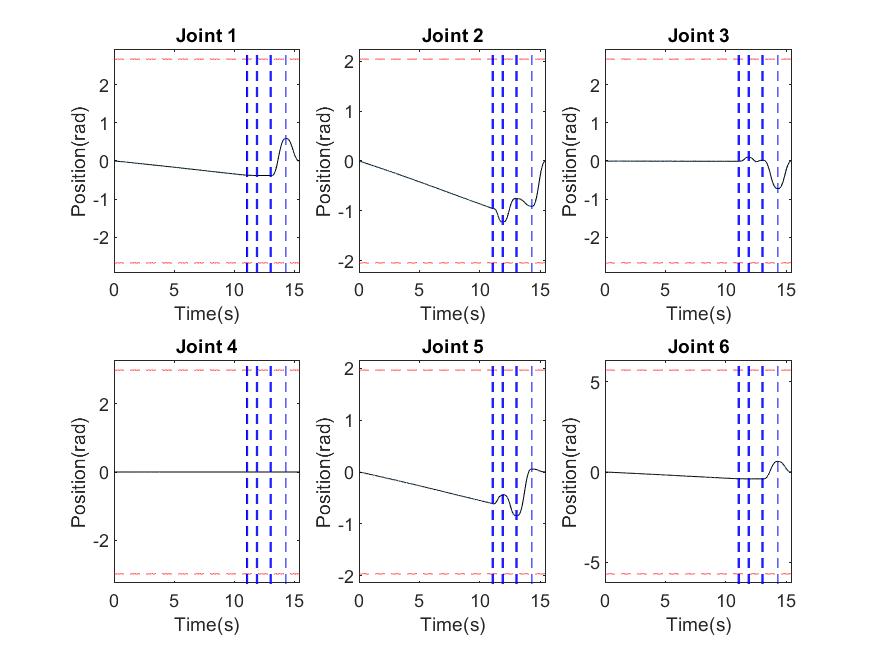 Joint 1
Position(rad)
2
1
0
-1
-2
0 5 10 15
Time(s)
Joint 2
Position(rad)
2
1
0
-1
-2
0 5 10 15
Time(s)
Joint 3
Position(rad)
2
1
0
-1
-2
0 5 10 15
Time(s)
Joint 4
Position(rad)
2
0
-2
0 5 10 15
Time(s)
Joint 5
Position(rad)
2
1
0
-1
-2
0 5 10 15
Time(s)
Joint 6
Position(rad)
5
0
-5
0 5 10 15
Time(s)